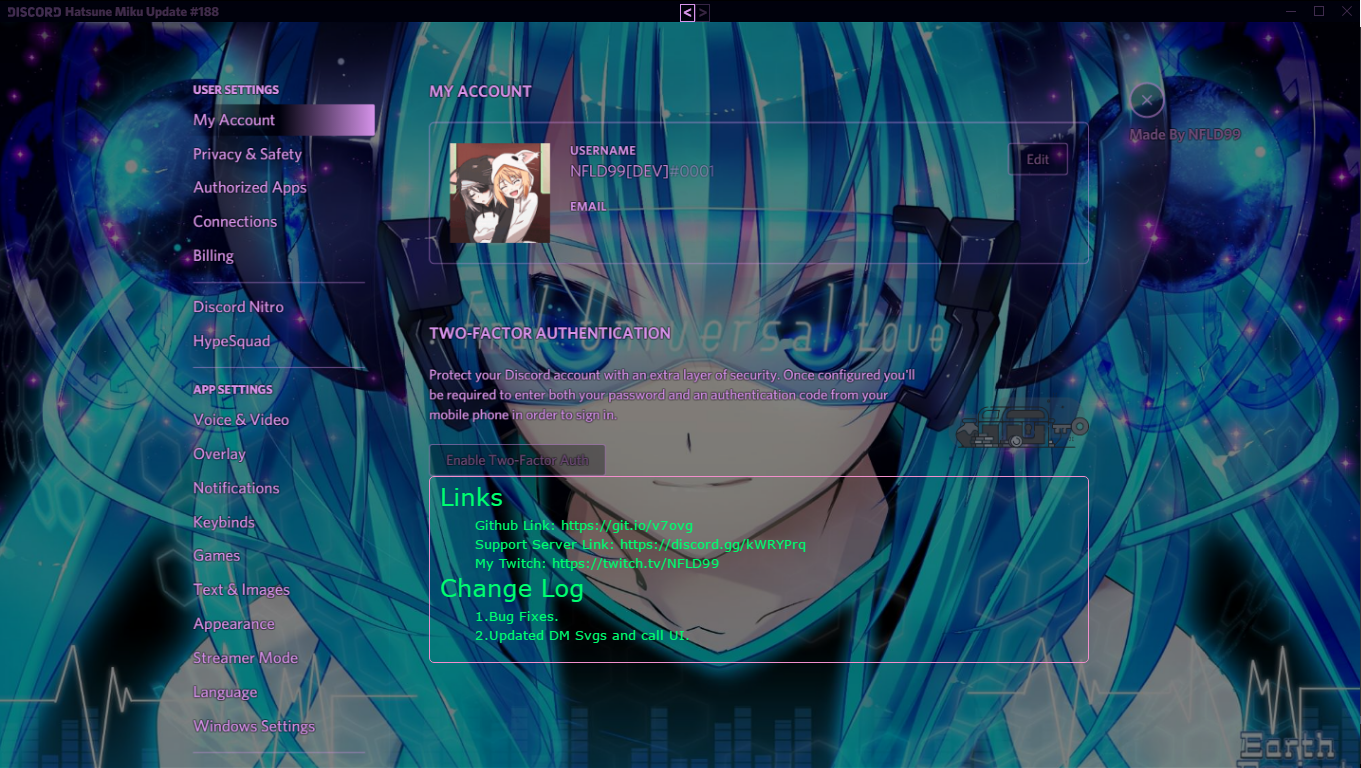 DISCORD Hatsune Miku Update #188
< >
USER SETTINGS
My Account
Privacy & Safety
Authorized Apps
Connections
Billing
Discord Nitro
HypeSquad
APP SETTINGS
Voice & Video
Overlay
Notifications
Keybinds
Games
Text & Images
Appearance
Streamer Mode
Language
Windows Settings
MY ACCOUNT
USERNAME
NFLD99[DEV]#0001
EMAIL
Edit
Made By NFLD99
Universal Love
TWO-FACTOR AUTHENTICATION
Protect your Discord account with an extra layer of security. Once configured you'll
be required to enter both your password and an authentication code from your
mobile phone in order to sign in.
Enable Two-Factor Auth
Links
Github Link: https://git.io/v7ovg
Support Server Link: https://discord.gg/kWRYPrq
My Twitch: https://twitch.tv/NFLD99
Change Log
1.Bug Fixes.
2.Updated DM Svgs and call UI.
Earth